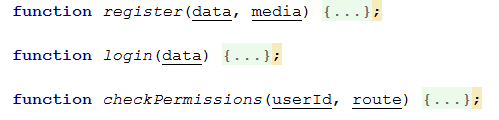 function register(data, media) {...};
function login(data) {...};
function checkPermissions(userId, route) {...};